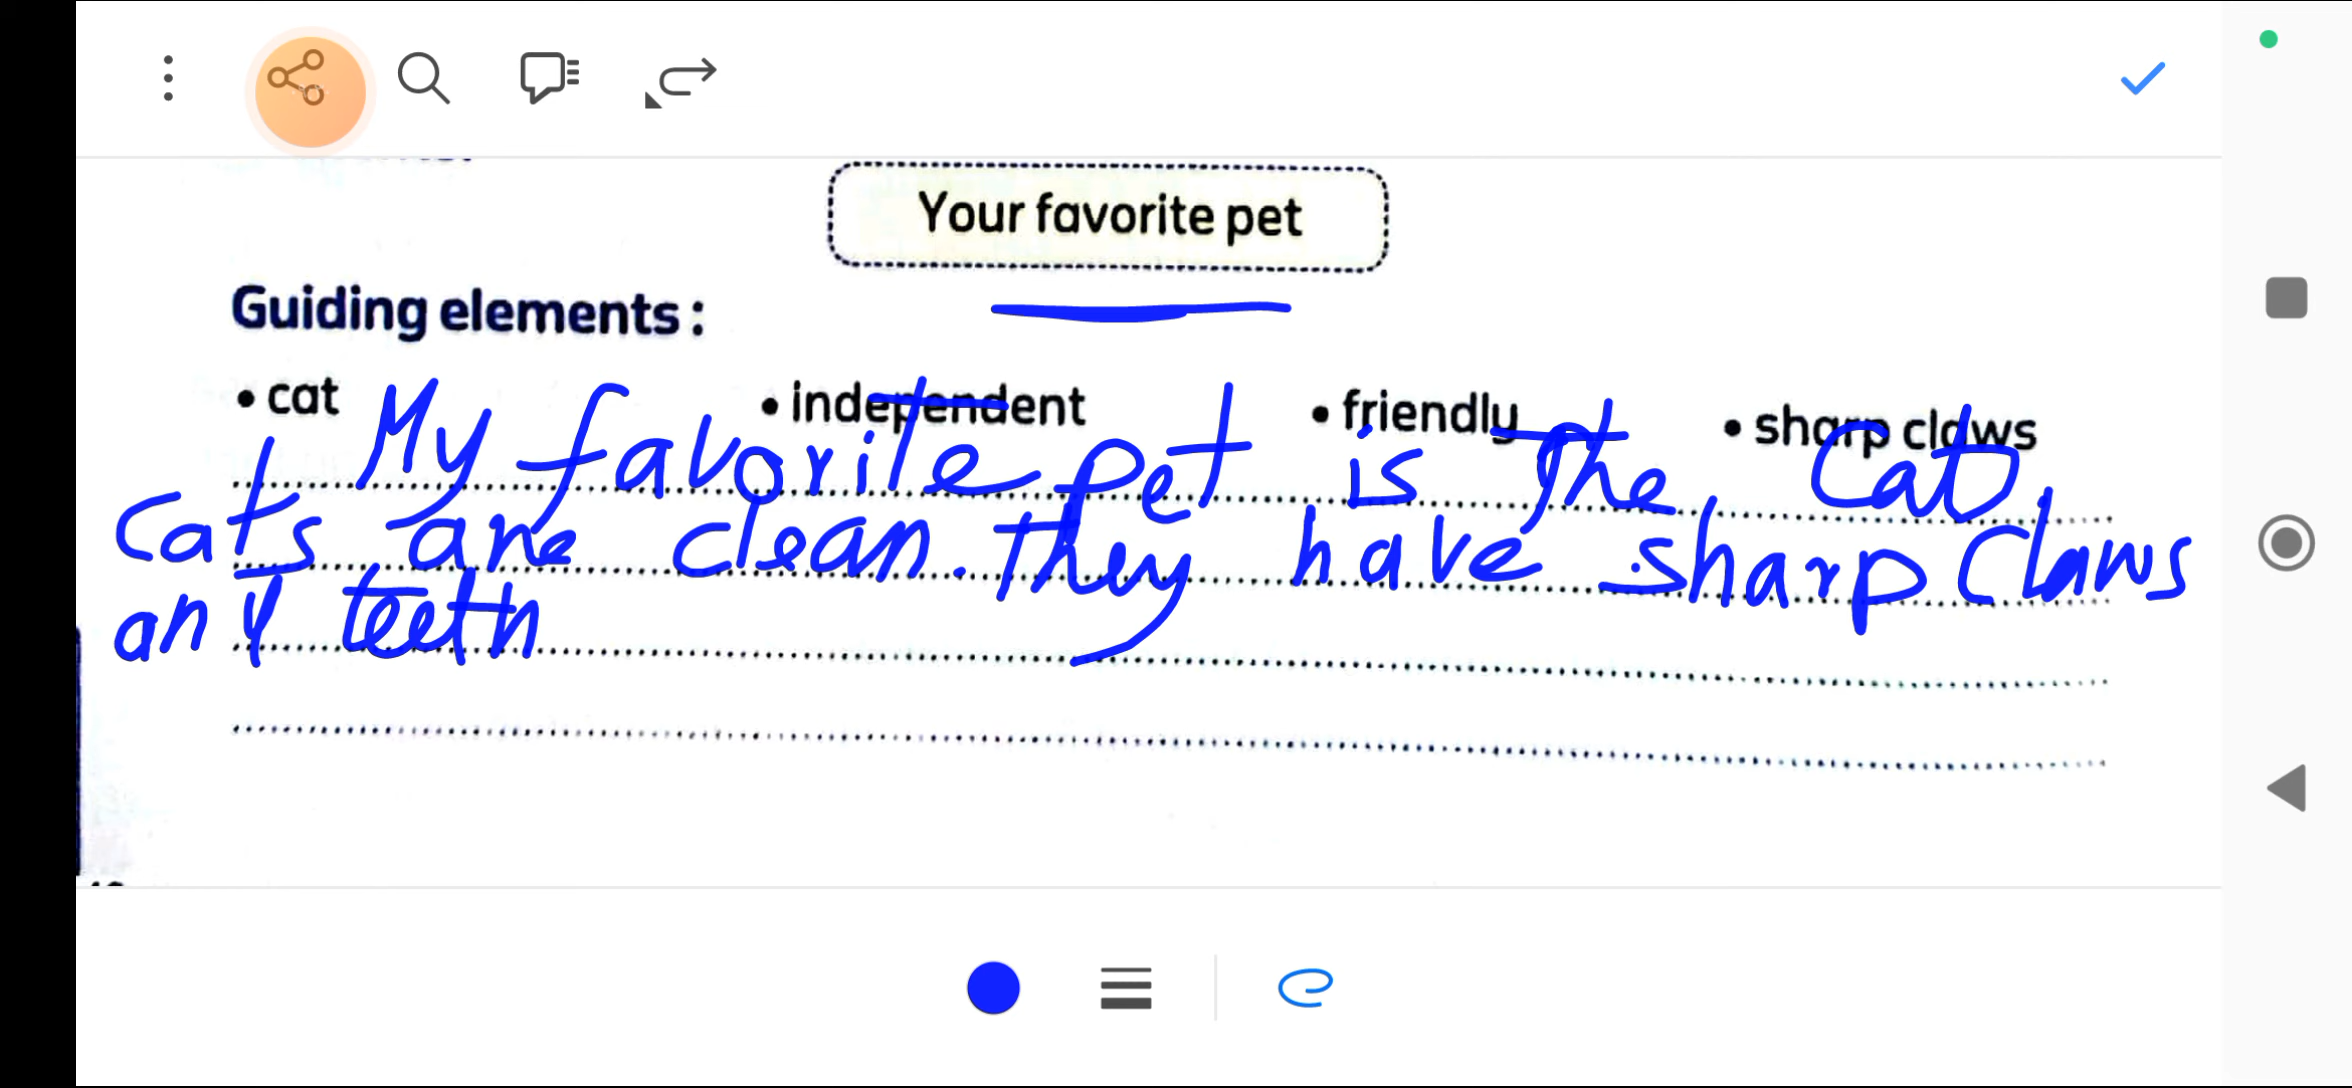 Your favorite pet
Guiding elements :
• cat • independent • friendly • sharp claws
My favorite pet is the Cat.
Cats are clean. they have sharp Claws
and teeth